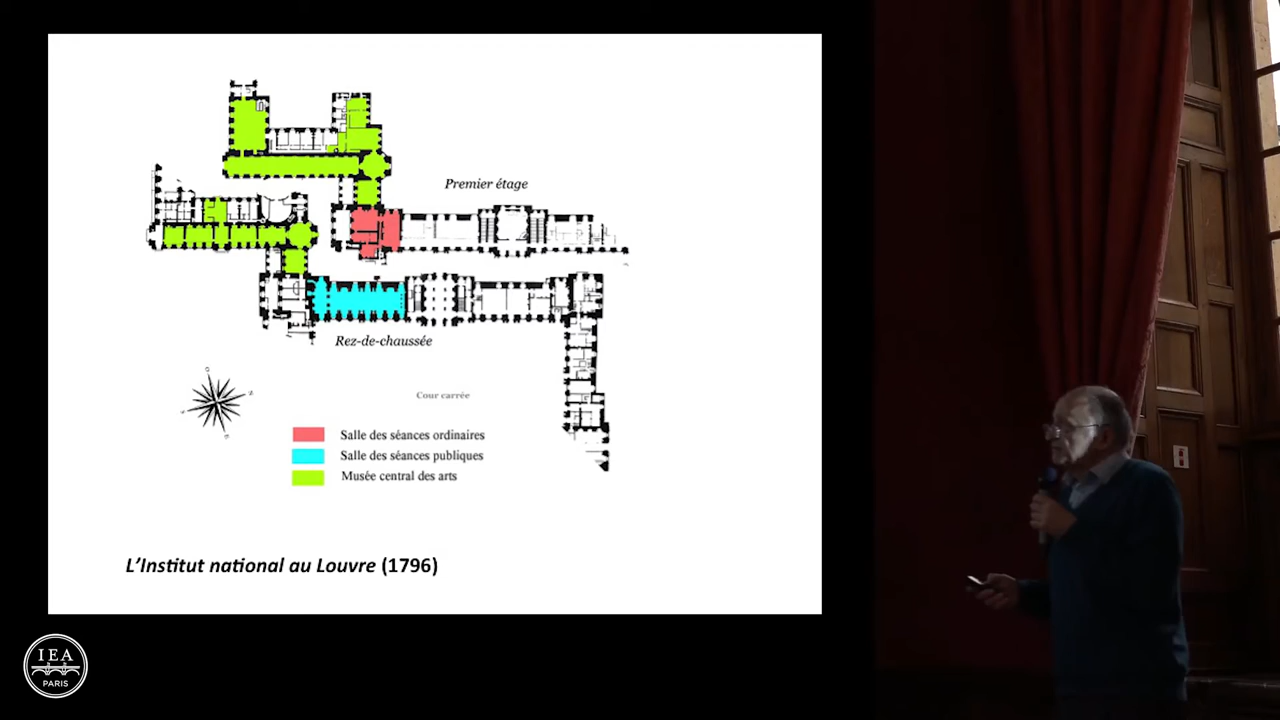 Premier étage
Rez-de-chaussée
Cour carrée
Salle des séances ordinaires
Salle des séances publiques
Musée central des arts
L'Institut national au Louvre (1796)
IEA
PARIS